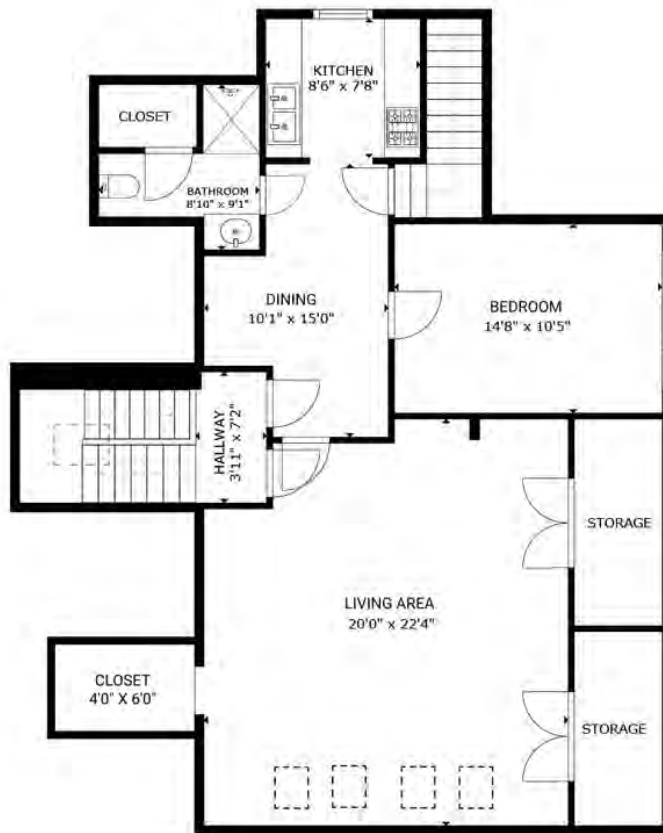 KITCHEN
8'6" x 7'8"
CLOSET
BATHROOM
8'10" x 9'1"
DINING
10'1" x 15'0"
BEDROOM
14'8" x 10'5"
HALLWAY
3'11" x 7'2"
STORAGE
LIVING AREA
20'0" x 22'4"
CLOSET
4'0" X 6'0"
STORAGE